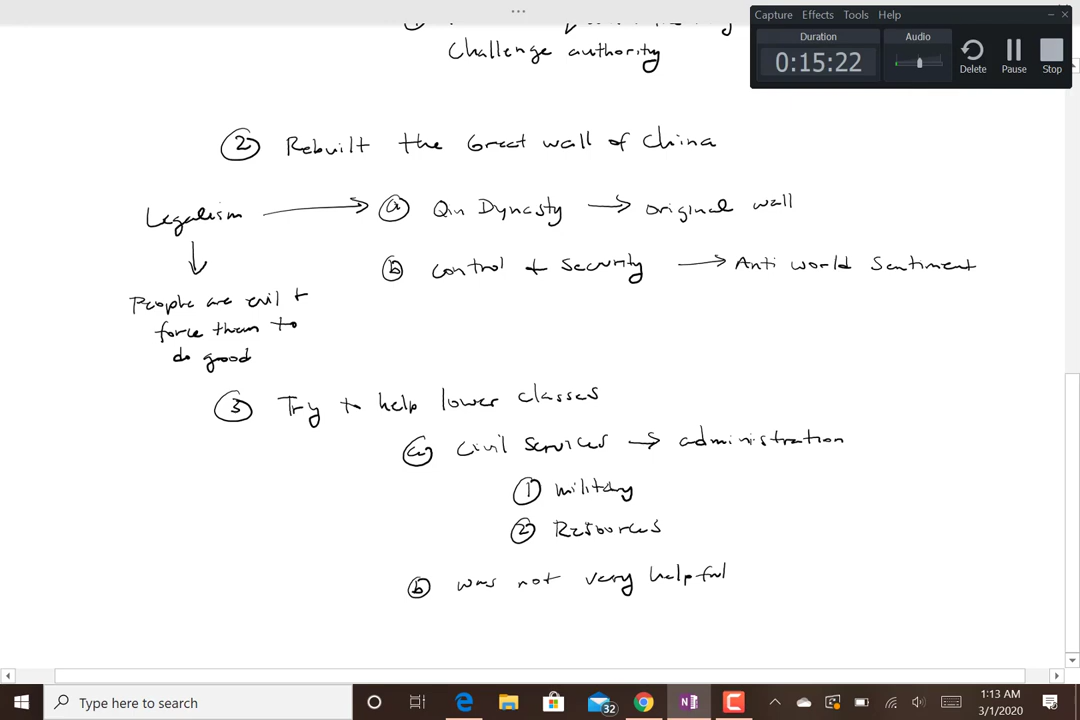 Capture Effects Tools Help
Duration
Audio
0:15:22
Delete
Pause
Stop
Challenge authority
② Rebuilt the Great wall of China
Legalism → ⓐ Qin Dynasty → original wall
ⓑ Control + Security → Anti world Sentiment
People are evil +
force them to
do good
③ Try to help lower classes
ⓐ Civil Services → administration
① military
② Resources
ⓑ was not very helpful
Type here to search
32
1:13 AM
3/1/2020